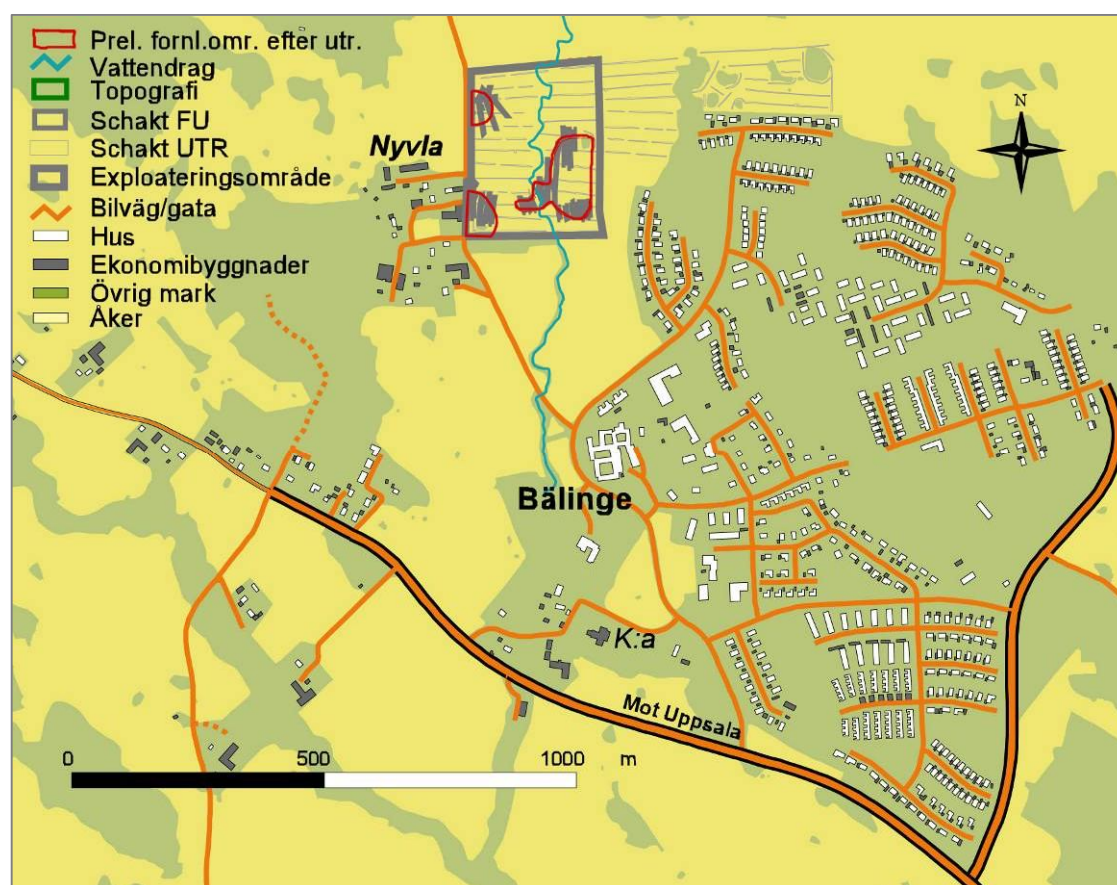 Prel. fornl.omr. efter utr.
Vattendrag
Topografi
Schakt FU
Schakt UTR
Exploateringsområde
Bilväg/gata
Hus
Ekonomibyggnader
Övrig mark
Åker
Nyvla
N
Bälinge
K:a
Mot Uppsala
0 500 1000 m